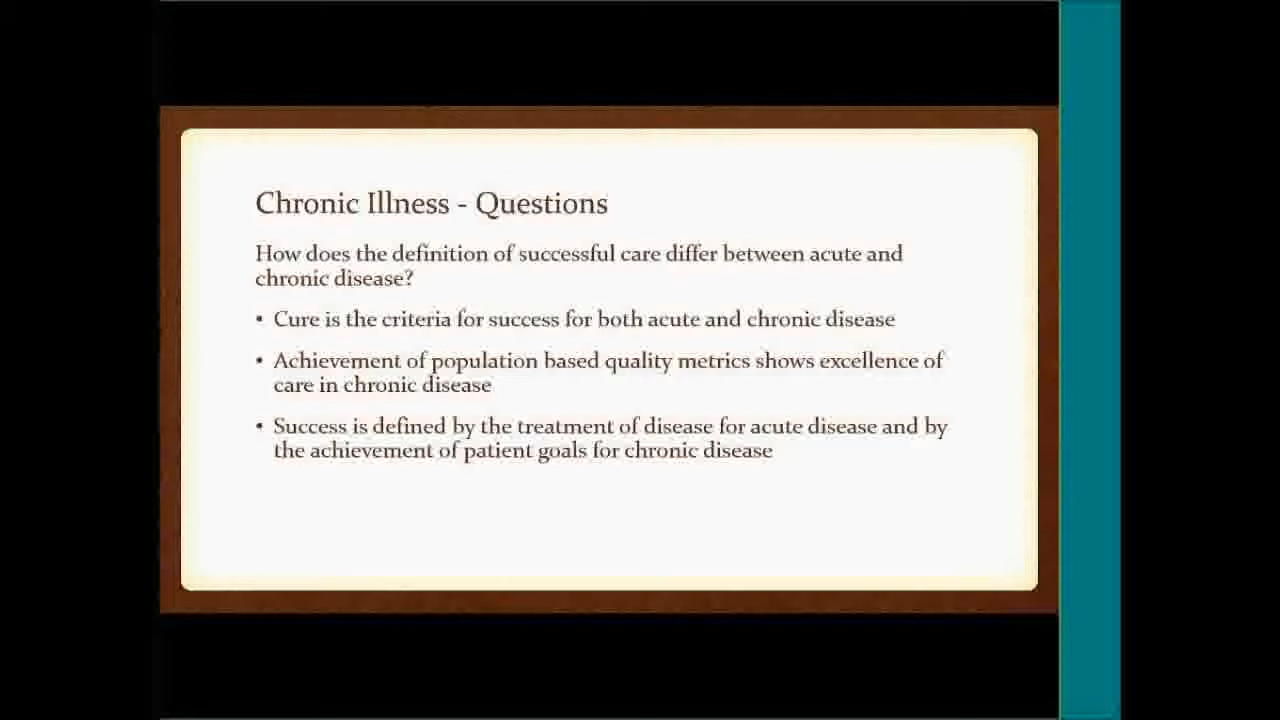 Chronic Illness - Questions
How does the definition of successful care differ between acute and
chronic disease?
• Cure is the criteria for success for both acute and chronic disease
• Achievement of population based quality metrics shows excellence of
care in chronic disease
• Success is defined by the treatment of disease for acute disease and by
the achievement of patient goals for chronic disease